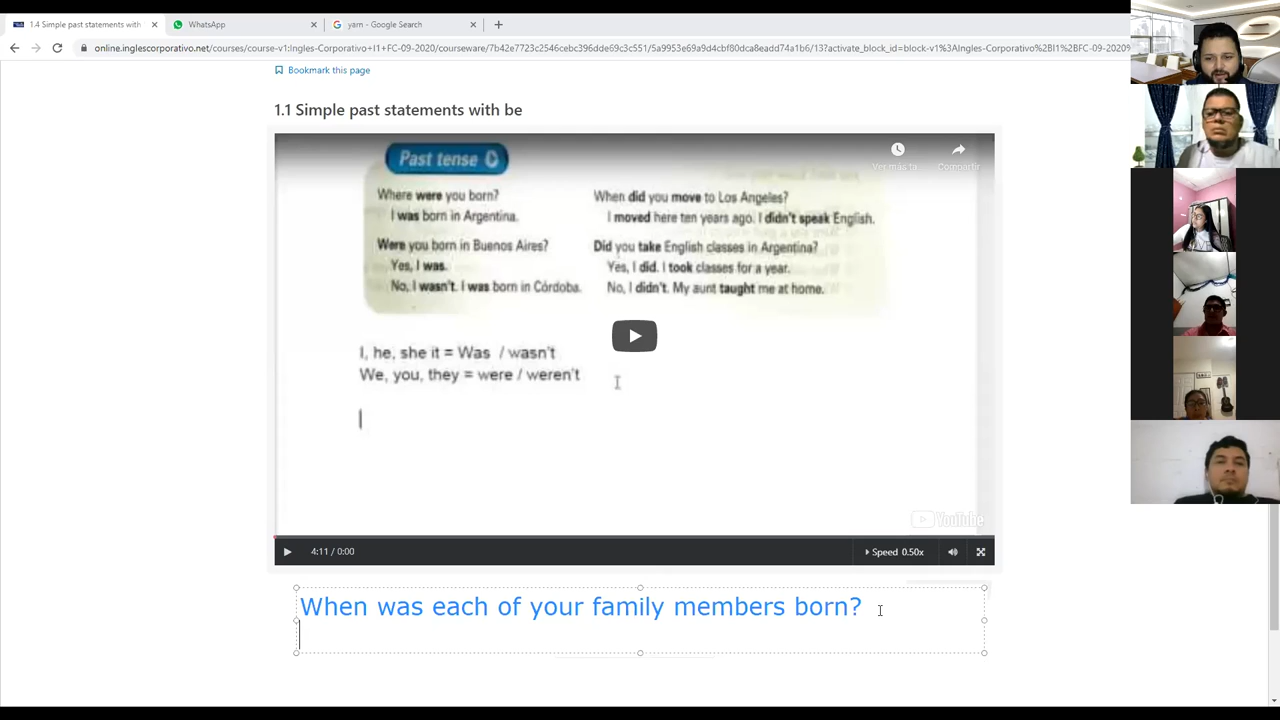 1.4 Simple past statements with
WhatsApp
yarn - Google Search
online.inglescorporativo.net/courses/course-v1:Ingles-Corporativo+I1+FC-09-2020/courseware/7b42e7723c2546cebc396dde69c3c551/5a9953e69a9d4cbf80dca8eadd74a1b6/13?activate_block_id=block-v1%3AIngles-Corporativo%2BI1%2BFC-09-2020%
Bookmark this page
1.1 Simple past statements with be
Past tense
Where were you born?
I was born in Argentina.
Were you born in Buenos Aires?
Yes, I was.
No, I wasn't. I was born in Córdoba.
When did you move to Los Angeles?
I moved here ten years ago. I didn't speak English.
Did you take English classes in Argentina?
Yes, I did. I took classes for a year.
No, I didn't. My aunt taught me at home.
Ver más ta...
Compartir
I, he, she it = Was / wasn't
We, you, they = were / weren't
YouTube
4:11 / 0:00
Speed 0.50x
When was each of your family members born?